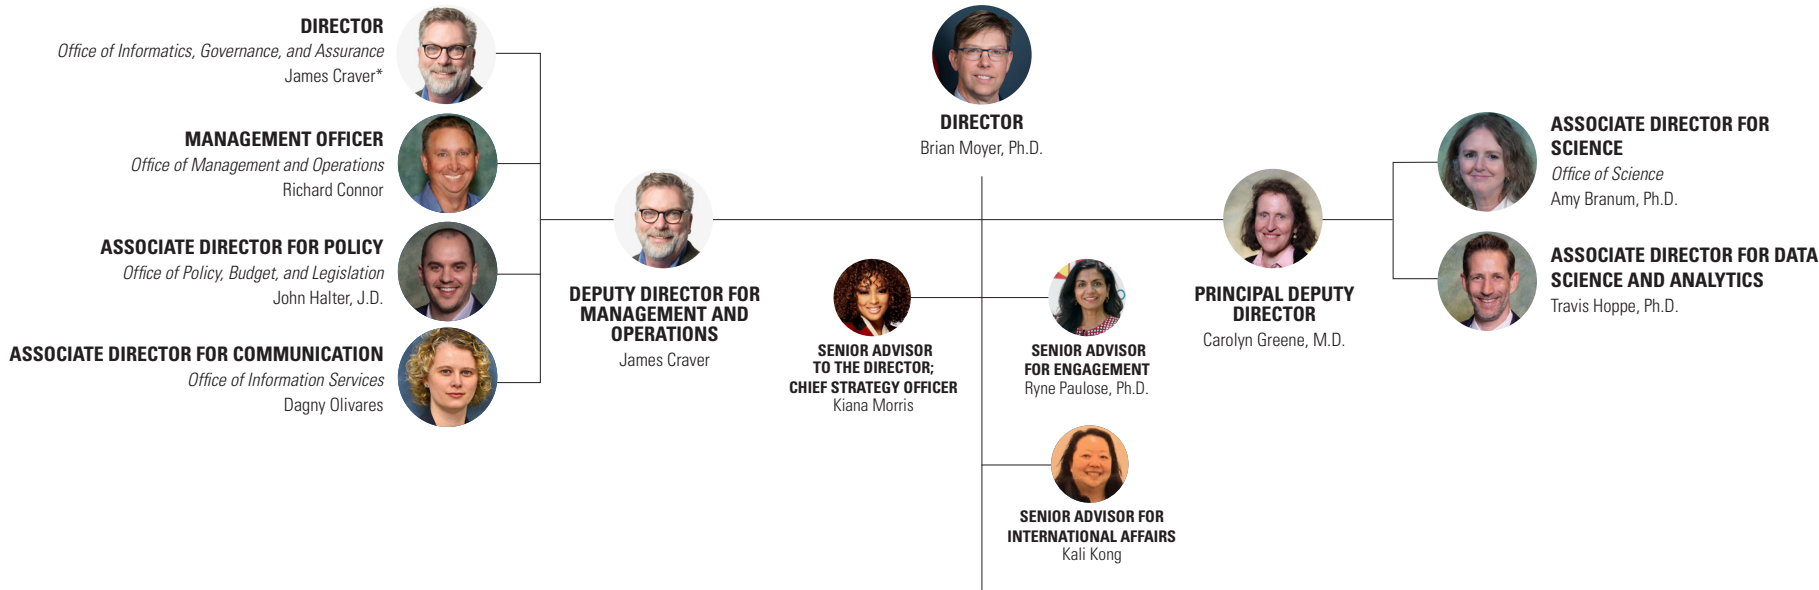 DIRECTOR
Office of Informatics, Governance, and Assurance
James Craver*
MANAGEMENT OFFICER
Office of Management and Operations
Richard Connor
ASSOCIATE DIRECTOR FOR POLICY
Office of Policy, Budget, and Legislation
John Halter, J.D.
ASSOCIATE DIRECTOR FOR COMMUNICATION
Office of Information Services
Dagny Olivares
DEPUTY DIRECTOR FOR
MANAGEMENT AND
OPERATIONS
James Craver
DIRECTOR
Brian Moyer, Ph.D.
SENIOR ADVISOR
TO THE DIRECTOR;
CHIEF STRATEGY OFFICER
Kiana Morris
SENIOR ADVISOR
FOR ENGAGEMENT
Ryne Paulose, Ph.D.
SENIOR ADVISOR FOR
INTERNATIONAL AFFAIRS
Kali Kong
PRINCIPAL DEPUTY
DIRECTOR
Carolyn Greene, M.D.
ASSOCIATE DIRECTOR FOR
SCIENCE
Office of Science
Amy Branum, Ph.D.
ASSOCIATE DIRECTOR FOR DATA
SCIENCE AND ANALYTICS
Travis Hoppe, Ph.D.